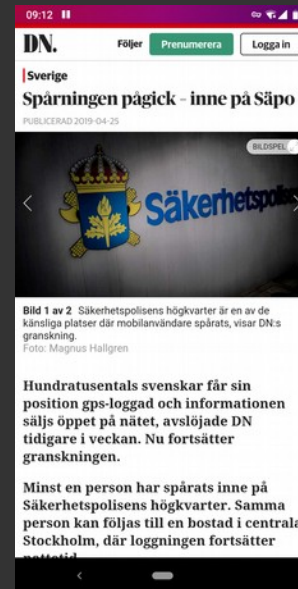 09:12
DN.
Följer
Prenumerera
Logga in
Sverige
Spårningen pågick – inne på Säpo
PUBLICERAD 2019-04-25
BILDSPEL
Säkerhetspolisen
Bild 1 av 2 Säkerhetspolisens högkvarter är en av de
känsliga platser där mobilanvändare spårats, visar DN:s
granskning.
Foto: Magnus Hallgren
Hundratusentals svenskar får sin
position gps-loggad och informationen
säljs öppet på nätet, avslöjade DN
tidigare i veckan. Nu fortsätter
granskningen.
Minst en person har spårats inne på
Säkerhetspolisens högkvarter. Samma
person kan följas till en bostad i centrala
Stockholm, där loggningen fortsätter
nattetid